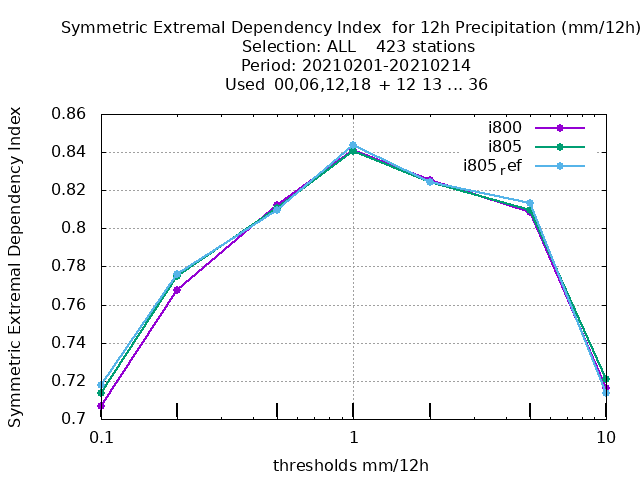 Symmetric Extremal Dependency Index  for 12h Precipitation (mm/12h)
Selection: ALL    423 stations
Period: 20210201-20210214
Used  00,06,12,18  + 12 13 ... 36
Symmetric Extremal Dependency Index
0.86
0.84
0.82
0.8
0.78
0.76
0.74
0.72
0.7
i800
i805
i805ref
0.1
1
10
thresholds mm/12h